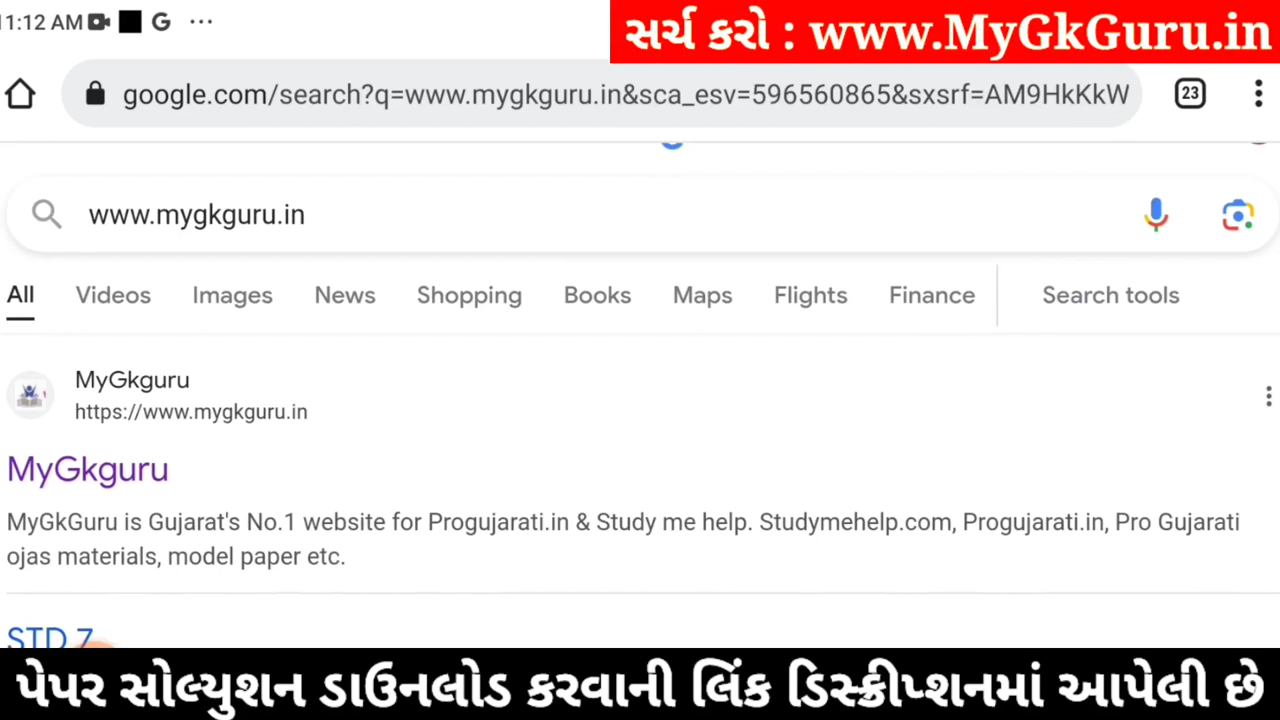 11:12 AM G ...
સર્ચ કરો : www.MyGkGuru.in
google.com/search?q=www.mygkguru.in&sca_esv=596560865&sxsrf=AM9HkKkW
23
www.mygkguru.in
All Videos Images News Shopping Books Maps Flights Finance Search tools
MyGkguru
https://www.mygkguru.in
MyGkguru
MyGkGuru is Gujarat's No.1 website for Progujarati.in & Study me help. Studymehelp.com, Progujarati.in, Pro Gujarati
ojas materials, model paper etc.
STD 7
પેપર સોલ્યુશન ડાઉનલોડ કરવાની લિંક ડિસ્ક્રીપ્શનમાં આપેલી છે